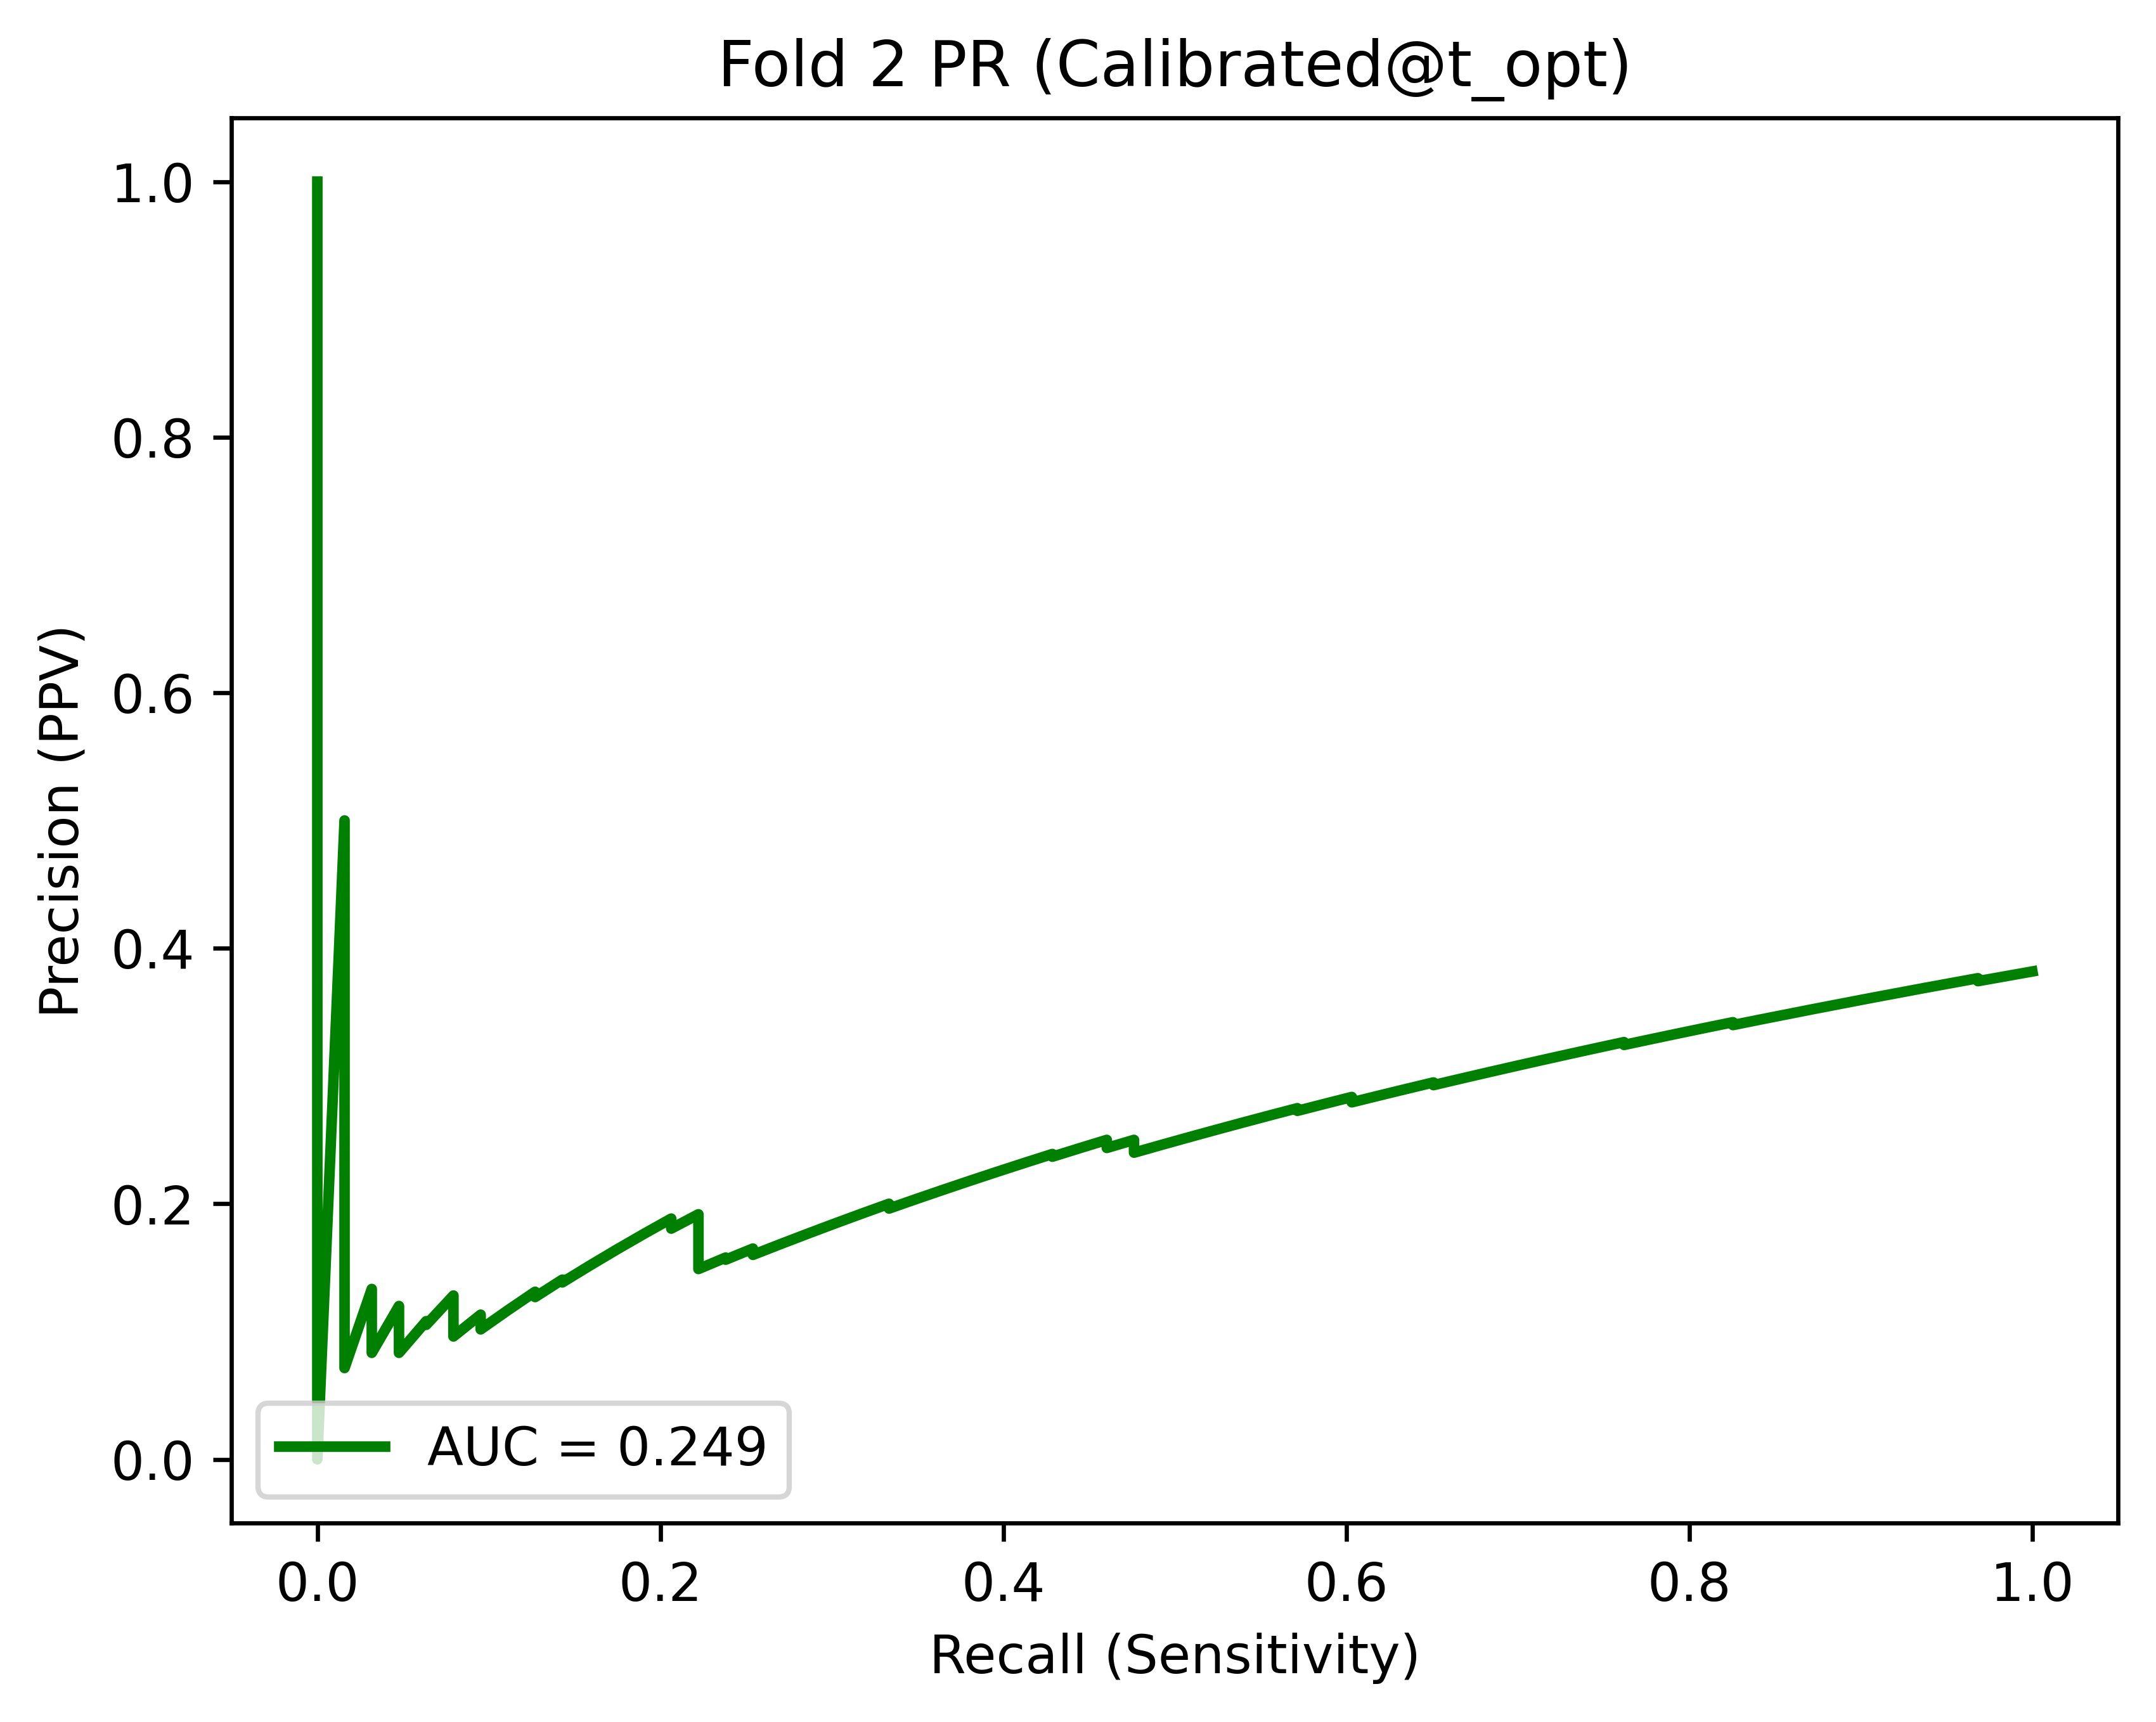 Fold 2 PR (Calibrated@t_opt)
Precision (PPV)
1.0
0.8
0.6
0.4
0.2
0.0
AUC = 0.249
0.0 0.2 0.4 0.6 0.8 1.0
Recall (Sensitivity)